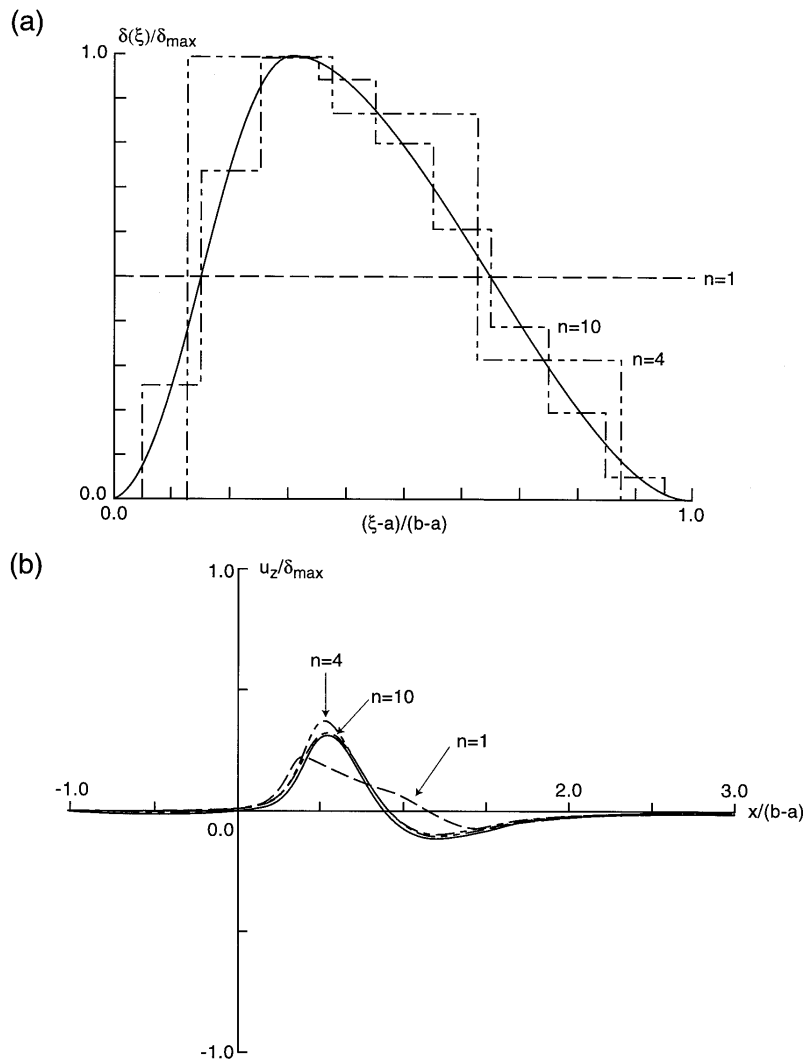 (a)
δ(ξ)/δmax
1.0
n=1
n=10
n=4
0.0
0.0
(ξ-a)/(b-a)
1.0
(b)
1.0
uz/δmax
n=4
n=10
n=1
-1.0
2.0
3.0
0.0
x/(b-a)
-1.0